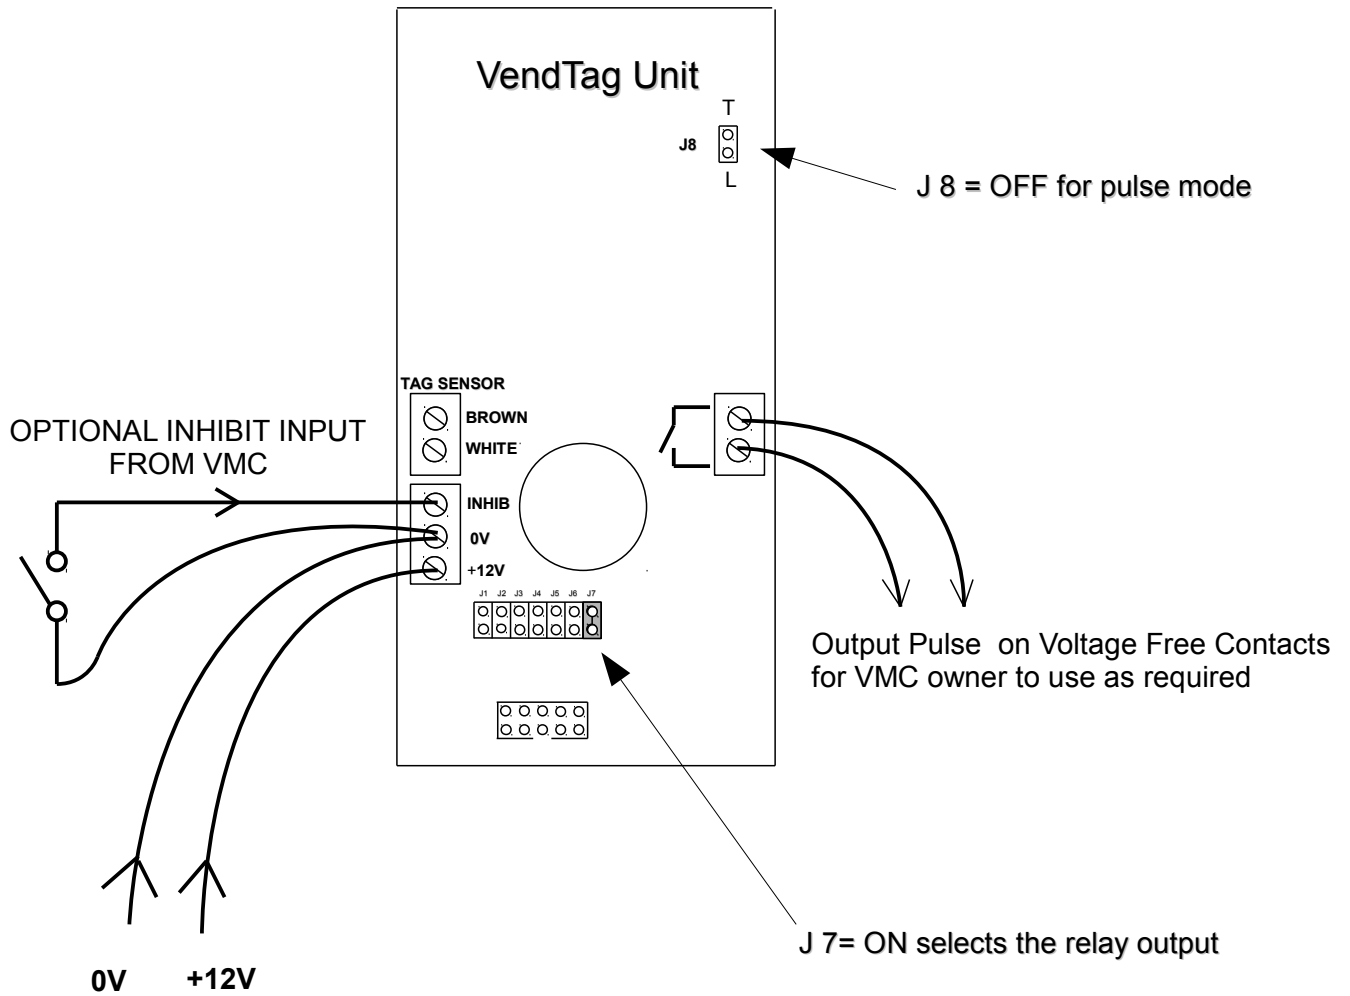 VendTag Unit
T
J8
L
J 8 = OFF for pulse mode
TAG SENSOR
BROWN
WHITE
OPTIONAL INHIBIT INPUT
FROM VMC
INHIB
0V
+12V
J1 J2 J3 J4 J5 J6 J7
Output Pulse on Voltage Free Contacts
for VMC owner to use as required
J 7= ON selects the relay output
0V +12V